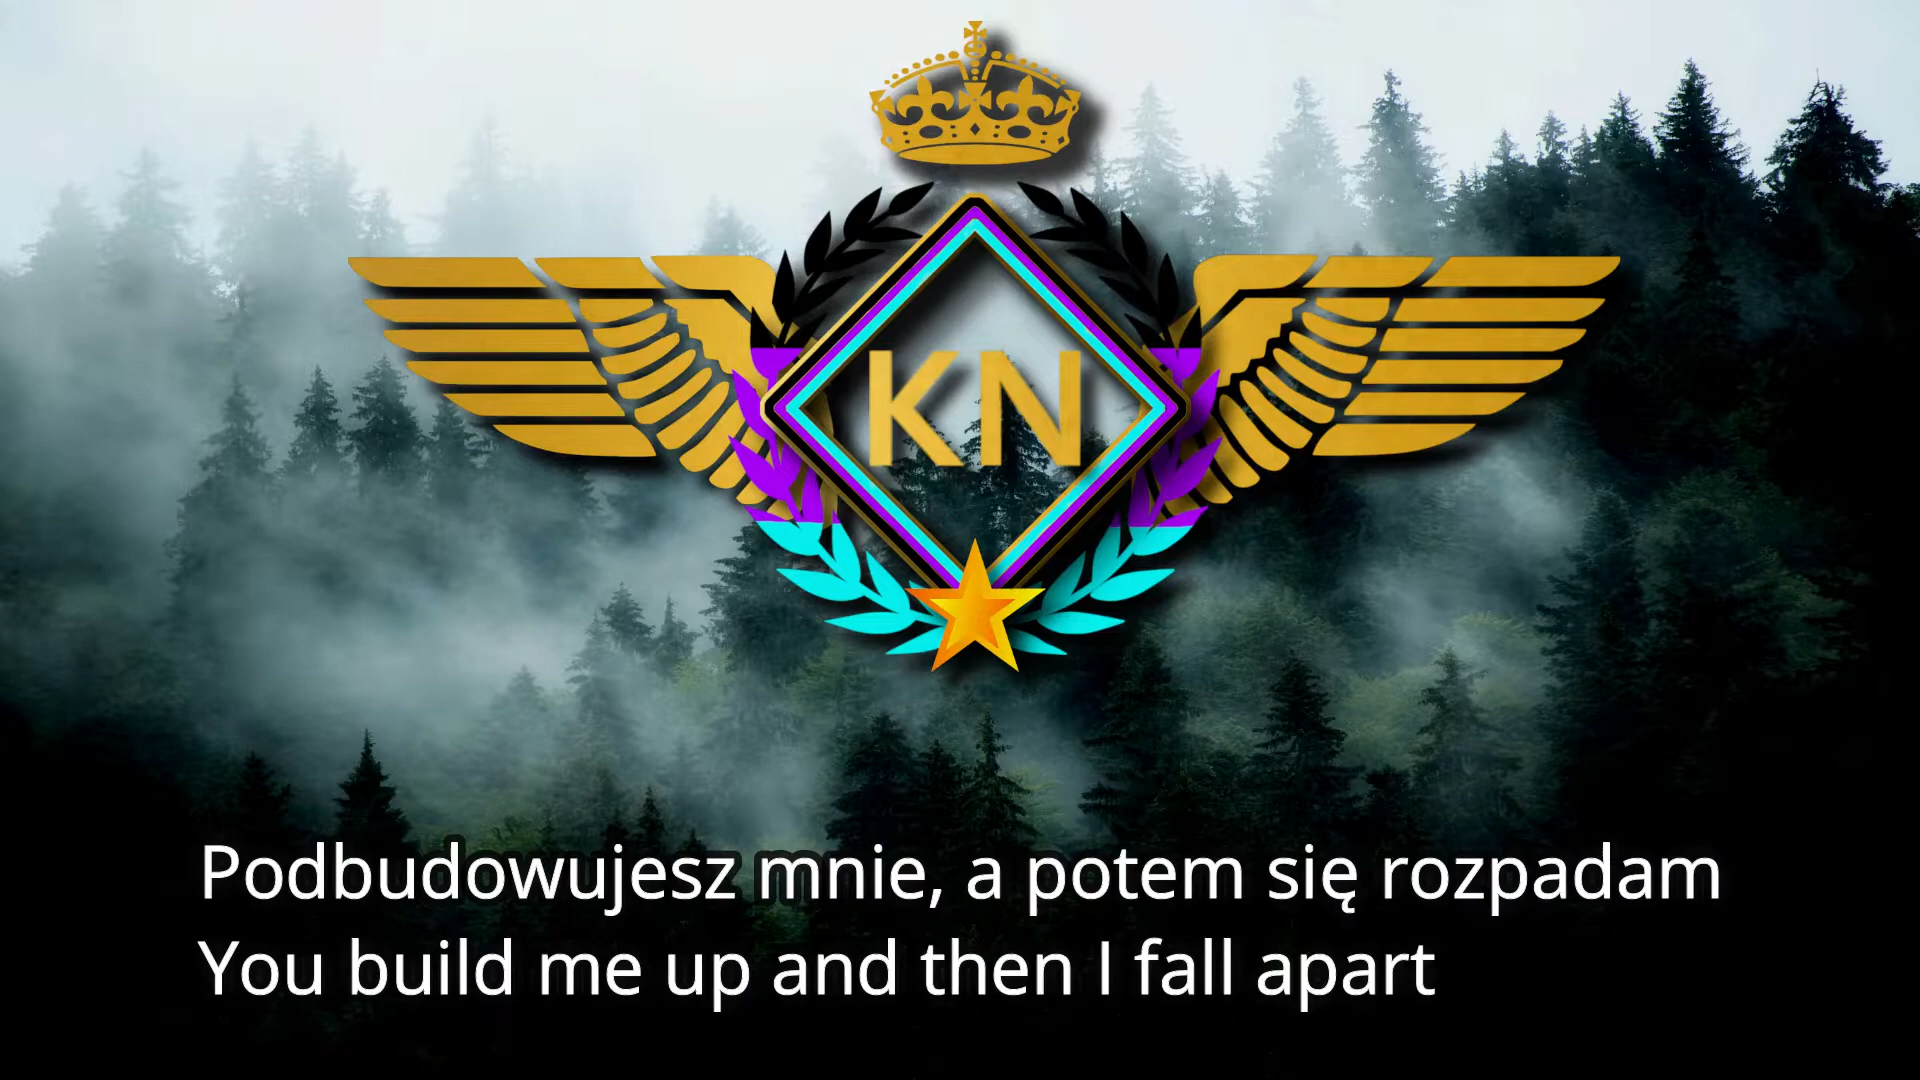 KN
Podbudowujesz mnie, a potem się rozpadam
You build me up and then I fall apart